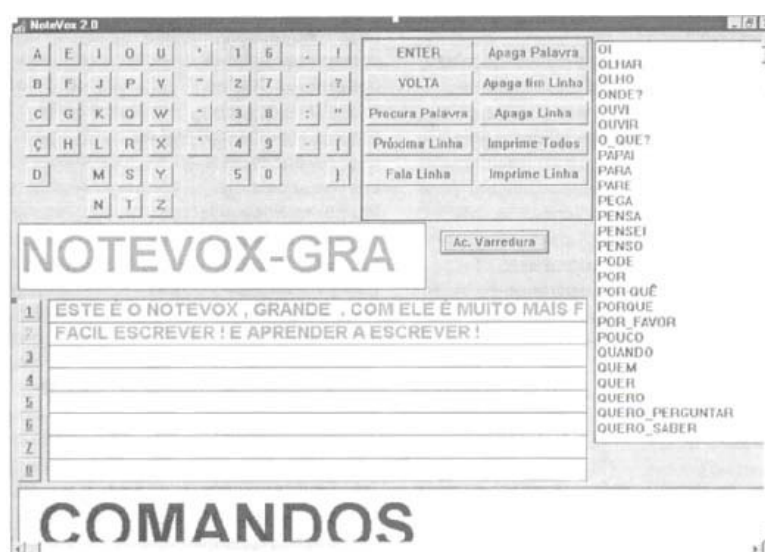 NoteVox 2.0
A E I O U ´ 1 6 , !
B F J P V ~ 2 7 . ?
C G K Q W ^ 3 8 : "
Ç H L R X ` 4 9 - [
D M S Y 5 0 ]
N T Z
ENTER Apaga Palavra
VOLTA Apaga fim Linha
Procura Palavra Apaga Linha
Próxima Linha Imprime Todos
Fala Linha Imprime Linha
NOTEVOX-GRA
Ac. Varredura
1 ESTE É O NOTEVOX , GRANDE . COM ELE É MUITO MAIS F
2 FACIL ESCREVER ! E APRENDER A ESCREVER !
3
4
5
6
7
8
OI
OLHAR
OLHO
ONDE?
OUVI
OUVIR
O_QUE?
PAPAI
PARA
PARE
PEGA
PENSA
PENSEI
PENSO
PODE
POR
POR QUÊ
PORQUE
POR_FAVOR
POUCO
QUANDO
QUEM
QUER
QUERO
QUERO_PERGUNTAR
QUERO_SABER
COMANDOS